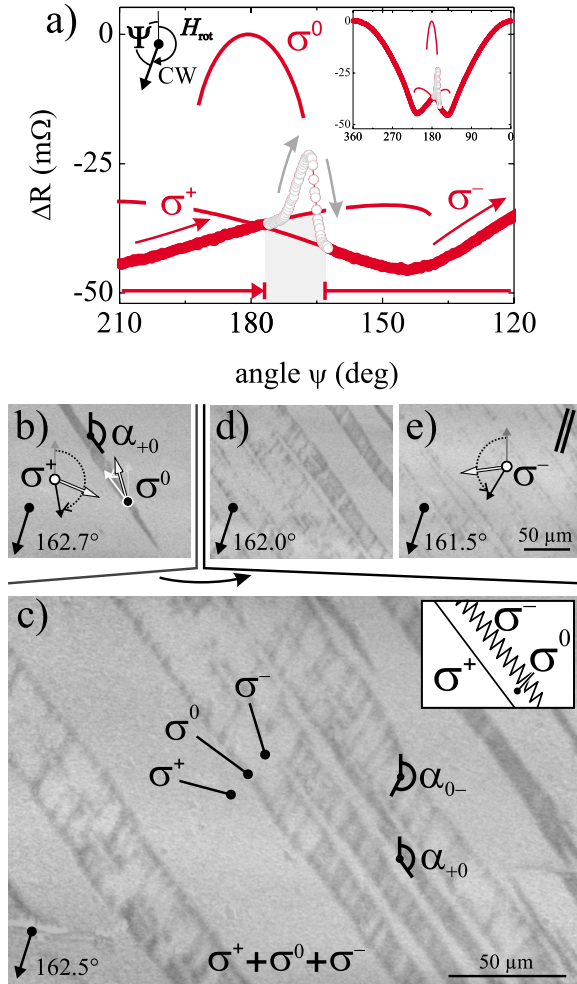 a)
Ψ
H_rot
CW
σ⁰
0
-25
-50
360
270
180
90
0
0
-25
-50
ΔR (mΩ)
σ⁺
σ⁻
210
180
150
120
angle ψ (deg)
b)
α₊₀
σ⁺
σ⁰
162.7°
d)
162.0°
e)
σ⁻
161.5°
50 µm
c)
σ⁻
σ⁰
σ⁺
σ⁻
σ⁰
σ⁺
α₀₋
α₊₀
162.5°
σ⁺+σ⁰+σ⁻
50 µm